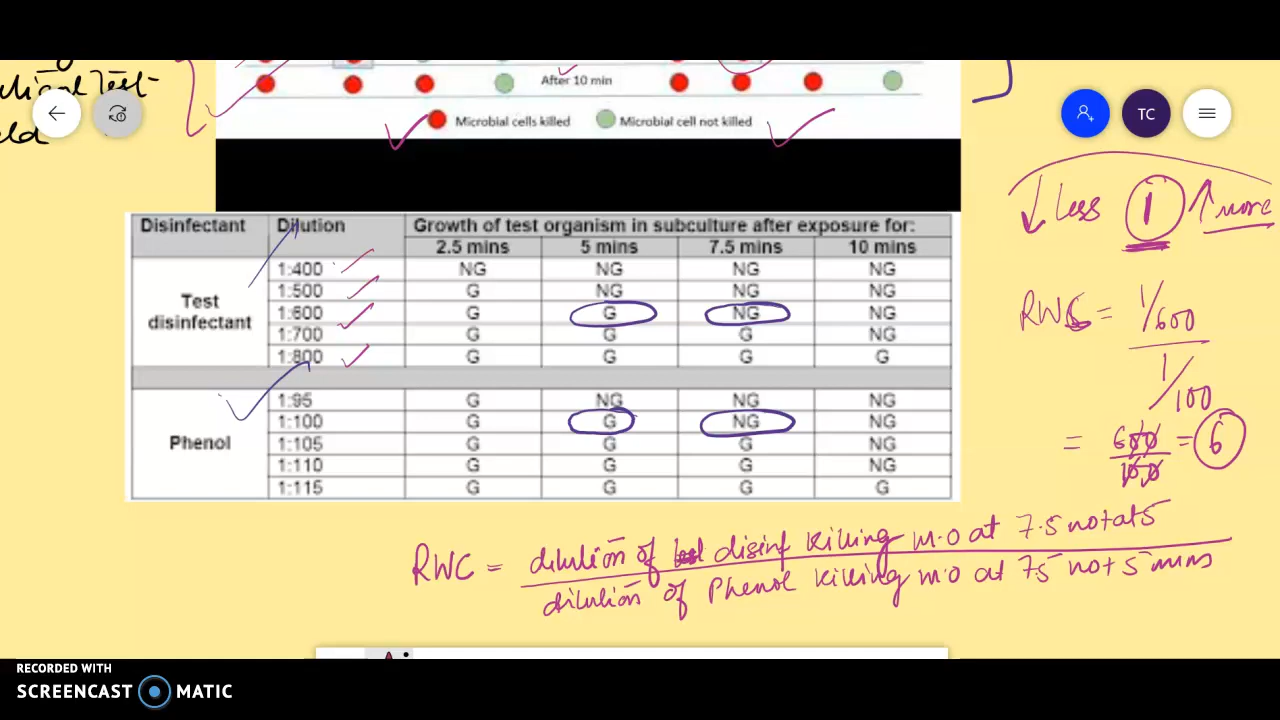 After 10 min
Microbial cells killed Microbial cell not killed
TC
↓ less 1 ↑ more
Disinfectant Dilution Growth of test organism in subculture after exposure for:
2.5 mins 5 mins 7.5 mins 10 mins
Test disinfectant
1:400 NG NG NG NG
1:500 G NG NG NG
1:600 G G NG NG
1:700 G G G NG
1:800 G G G G
Phenol
1:95 G NG NG NG
1:100 G G NG NG
1:105 G G G NG
1:110 G G G NG
1:115 G G G G
RWC = 1/600
1/100
= 600/100 = 6
RWC = dilution of disinf killing m.o at 7.5 not at 5
dilution of Phenol killing m.o at 7.5 not 5 mins
RECORDED WITH
SCREENCAST MATIC